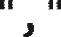 " , "